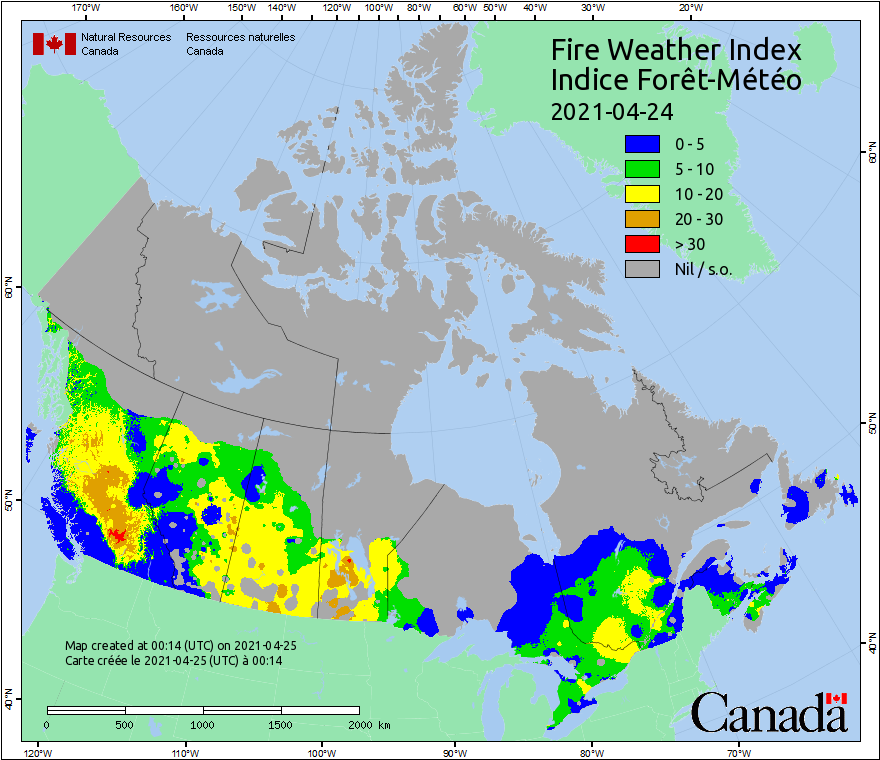 170°W 160°W 150°W 140°W 130°W 120°W 110°W 100°W 90°W 80°W 60°W 50°W 40°W 30°W 20°W
Natural Resources Canada
Ressources naturelles Canada
Fire Weather Index
Indice Forêt-Météo
2021-04-24
0 - 5
5 - 10
10 - 20
20 - 30
> 30
Nil / s.o.
60°N
50°N
40°N
60°N
50°N
40°N
Map created at 00:14 (UTC) on 2021-04-25
Carte créée le 2021-04-25 (UTC) à 00:14
0 500 1000 1500 2000 km
Canada
120°W 110°W 100°W 90°W 80°W 70°W